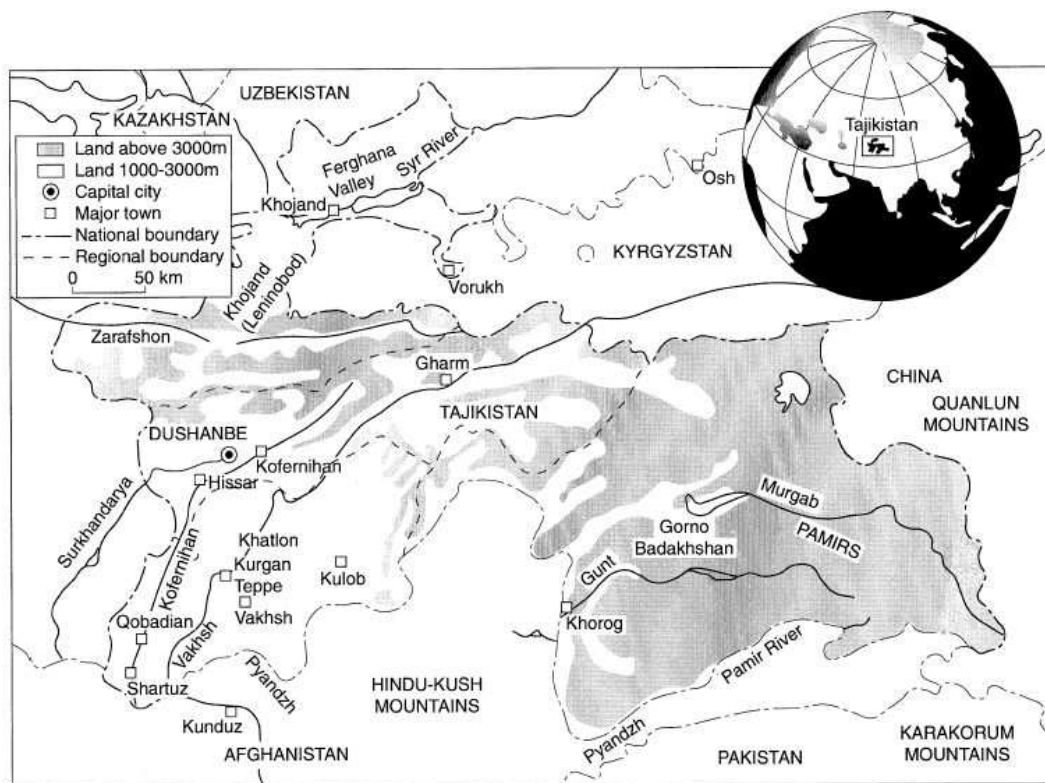 UZBEKISTAN
KAZAKHSTAN
Land above 3000m
Land 1000-3000m
Capital city
Major town
National boundary
Regional boundary
0 50 km
Ferghana
Valley
Syr River
Khojand
Osh
Tajikistan
KYRGYZSTAN
Vorukh
Khojand
(Leninobod)
Zarafshon
Gharm
CHINA
QUANLUN
MOUNTAINS
TAJIKISTAN
DUSHANBE
Kofernihan
Hissar
Surkhandarya
Kofernihan
Murgab
PAMIRS
Gorno
Badakhshan
Khatlon
Kurgan
Teppe
Kulob
Vakhsh
Gunt
Khorog
Qobadian
Vakhsh
Shartuz
Pyandzh
Pamir River
HINDU-KUSH
MOUNTAINS
Kunduz
Pyandzh
AFGHANISTAN
PAKISTAN
KARAKORUM
MOUNTAINS